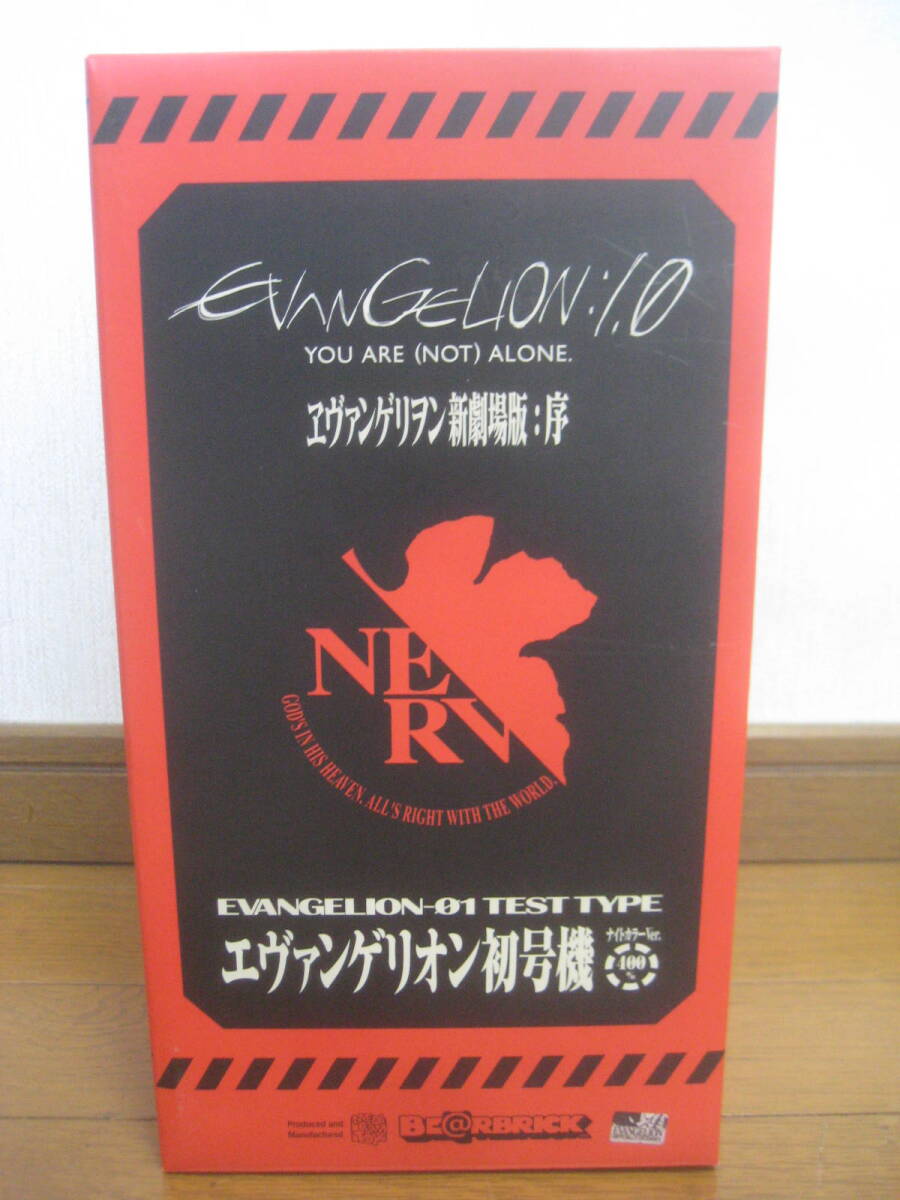 EVANGELION:1.0
YOU ARE (NOT) ALONE.
ヱヴァンゲリヲン新劇場版:序
NERV
GOD'S IN HIS HEAVEN. ALL'S RIGHT WITH THE WORLD.
EVANGELION-01 TEST TYPE
エヴァンゲリオン初号機
ナイトカラーVer.
400%
Produced and
Manufactured
BE@RBRICK
EVANGELION